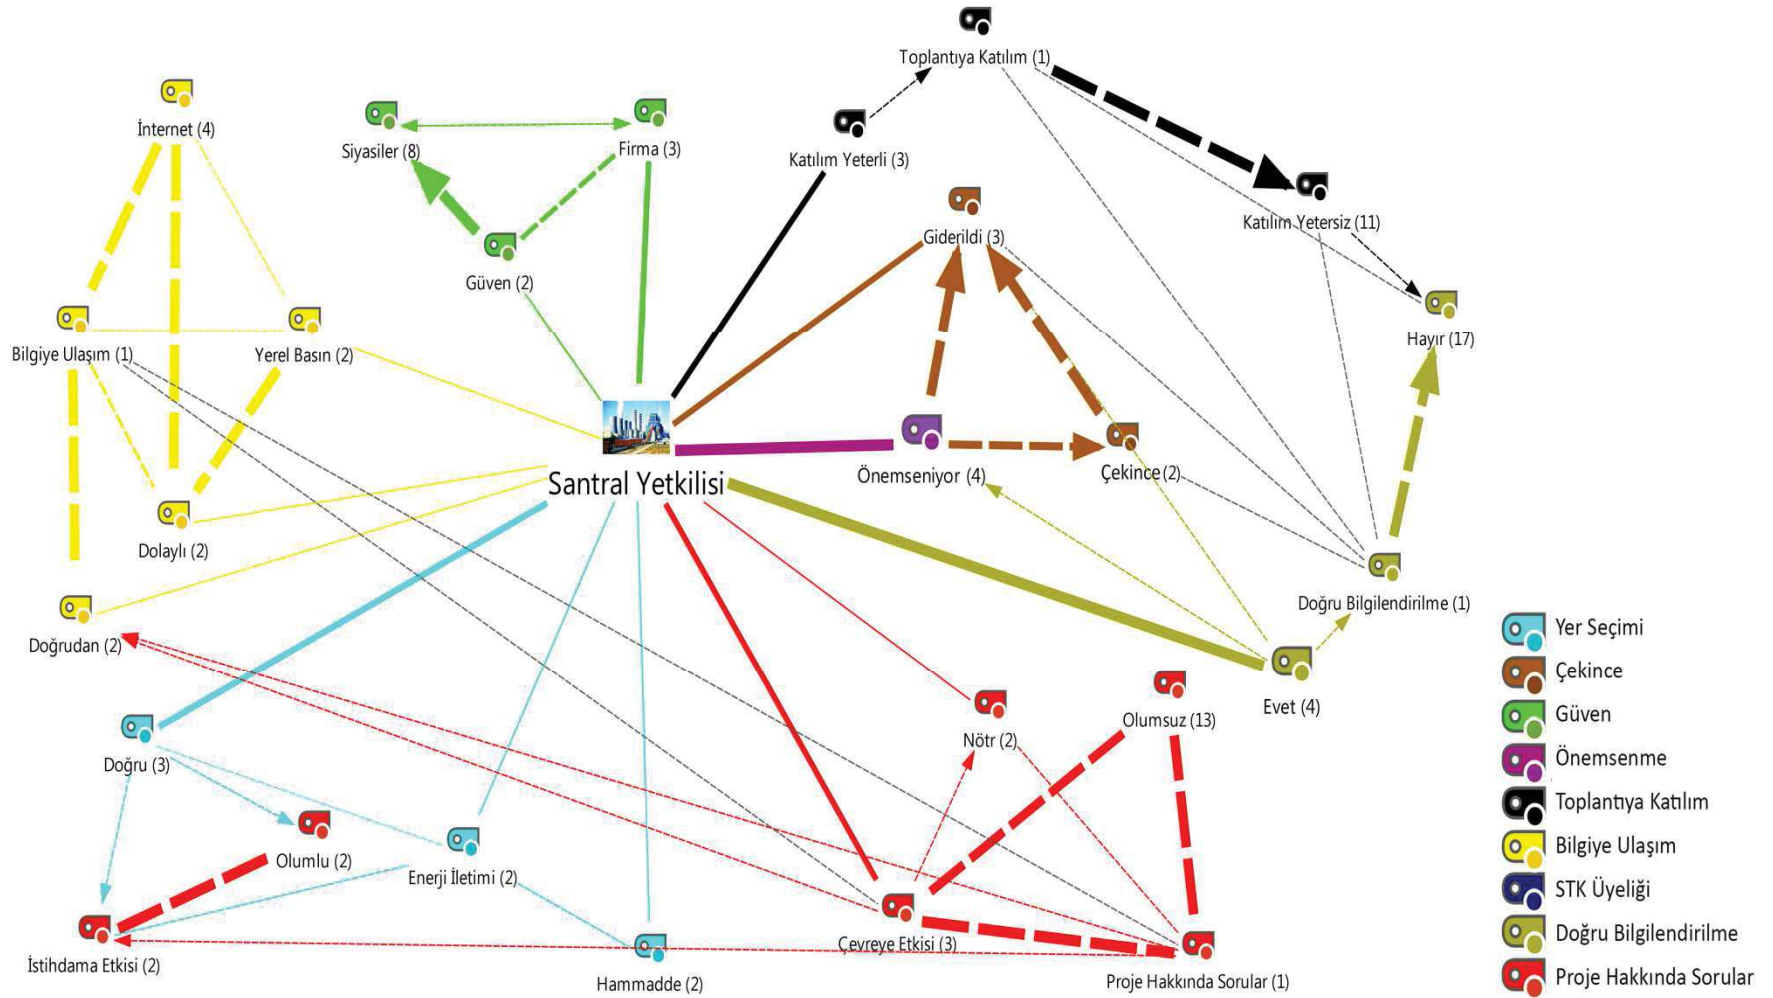 Toplantıya Katılım (1)
İnternet (4)
Siyasiler (8)
Firma (3)
Katılım Yeterli (3)
Katılım Yetersiz (11)
Giderildi (3)
Güven (2)
Hayır (17)
Bilgiye Ulaşım (1)
Yerel Basın (2)
Santral Yetkilisi
Önemseniyor (4)
Çekince (2)
Dolaylı (2)
Doğru Bilgilendirilme (1)
Doğrudan (2)
Evet (4)
Olumsuz (13)
Nötr (2)
Doğru (3)
Olumlu (2)
Enerji İletimi (2)
Çevreye Etkisi (3)
İstihdama Etkisi (2)
Hammadde (2)
Proje Hakkında Sorular (1)
Yer Seçimi
Çekince
Güven
Önemsenme
Toplantıya Katılım
Bilgiye Ulaşım
STK Üyeliği
Doğru Bilgilendirilme
Proje Hakkında Sorular